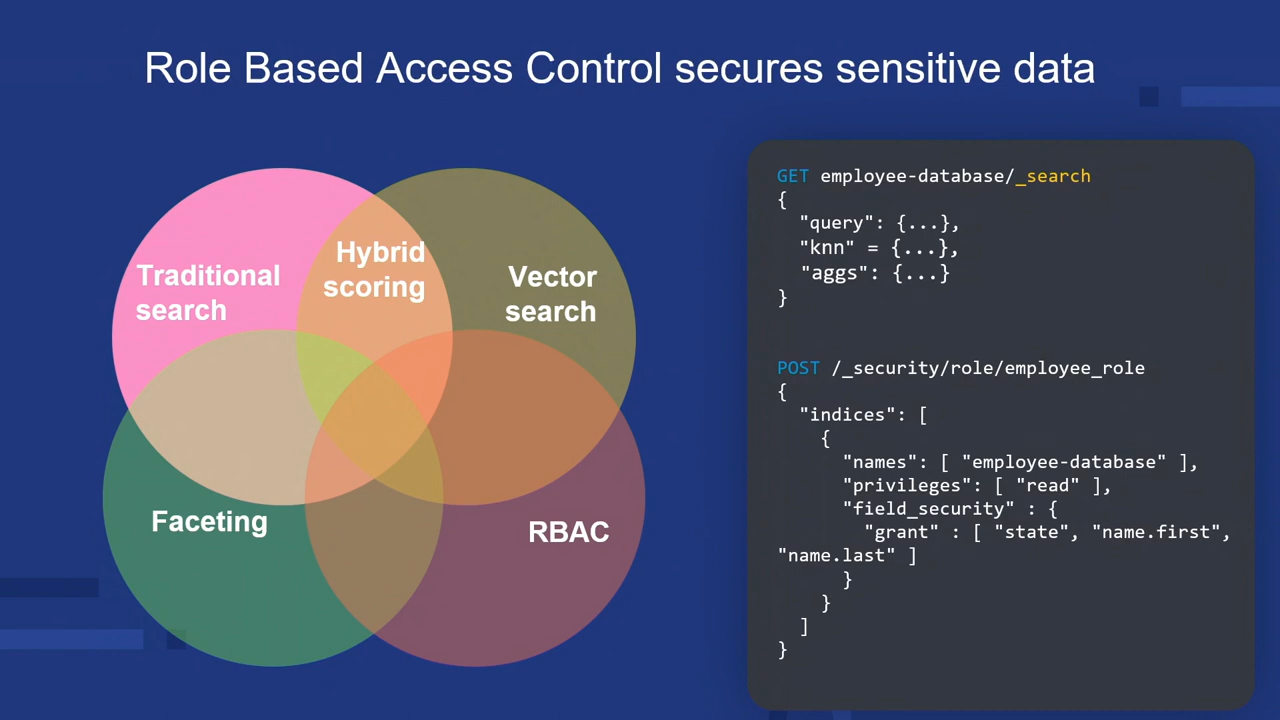 Role Based Access Control secures sensitive data
Traditional
search
Hybrid
scoring
Vector
search
Faceting
RBAC
GET employee-database/_search
{
  "query": {...},
  "knn" = {...},
  "aggs": {...}
}
POST /_security/role/employee_role
{
  "indices": [
    {
      "names": [ "employee-database" ],
      "privileges": [ "read" ],
      "field_security" : {
        "grant" : [ "state", "name.first",
"name.last" ]
      }
    }
  ]
}